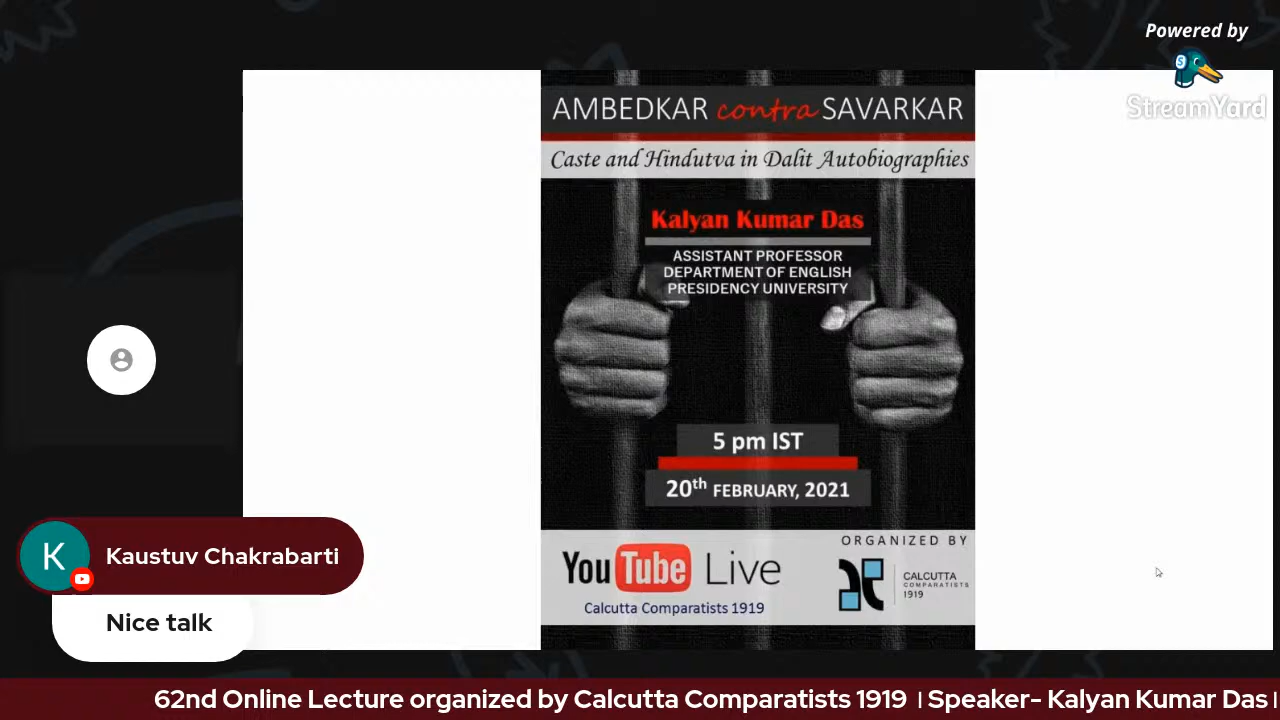 Powered by
StreamYard
AMBEDKAR contra SAVARKAR
Caste and Hindutva in Dalit Autobiographies
Kalyan Kumar Das
ASSISTANT PROFESSOR
DEPARTMENT OF ENGLISH
PRESIDENCY UNIVERSITY
5 pm IST
20th FEBRUARY, 2021
ORGANIZED BY
YouTube Live
Calcutta Comparatists 1919
CALCUTTA
COMPARATISTS
1919
K
Kaustuv Chakrabarti
Nice talk
62nd Online Lecture organized by Calcutta Comparatists 1919 | Speaker- Kalyan Kumar Das |